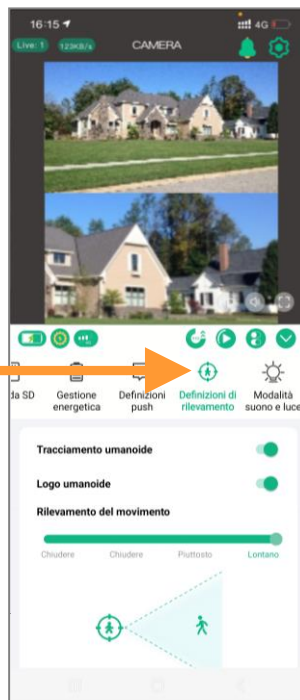 16:15 4G
Live: 1 123KB/s CAMERA
da SD
Gestione
energetica
Definizioni
push
Definizioni di
rilevamento
Modalità
suono e luce
Tracciamento umanoide
Logo umanoide
Rilevamento del movimento
Chiudere Chiudere Piuttosto Lontano